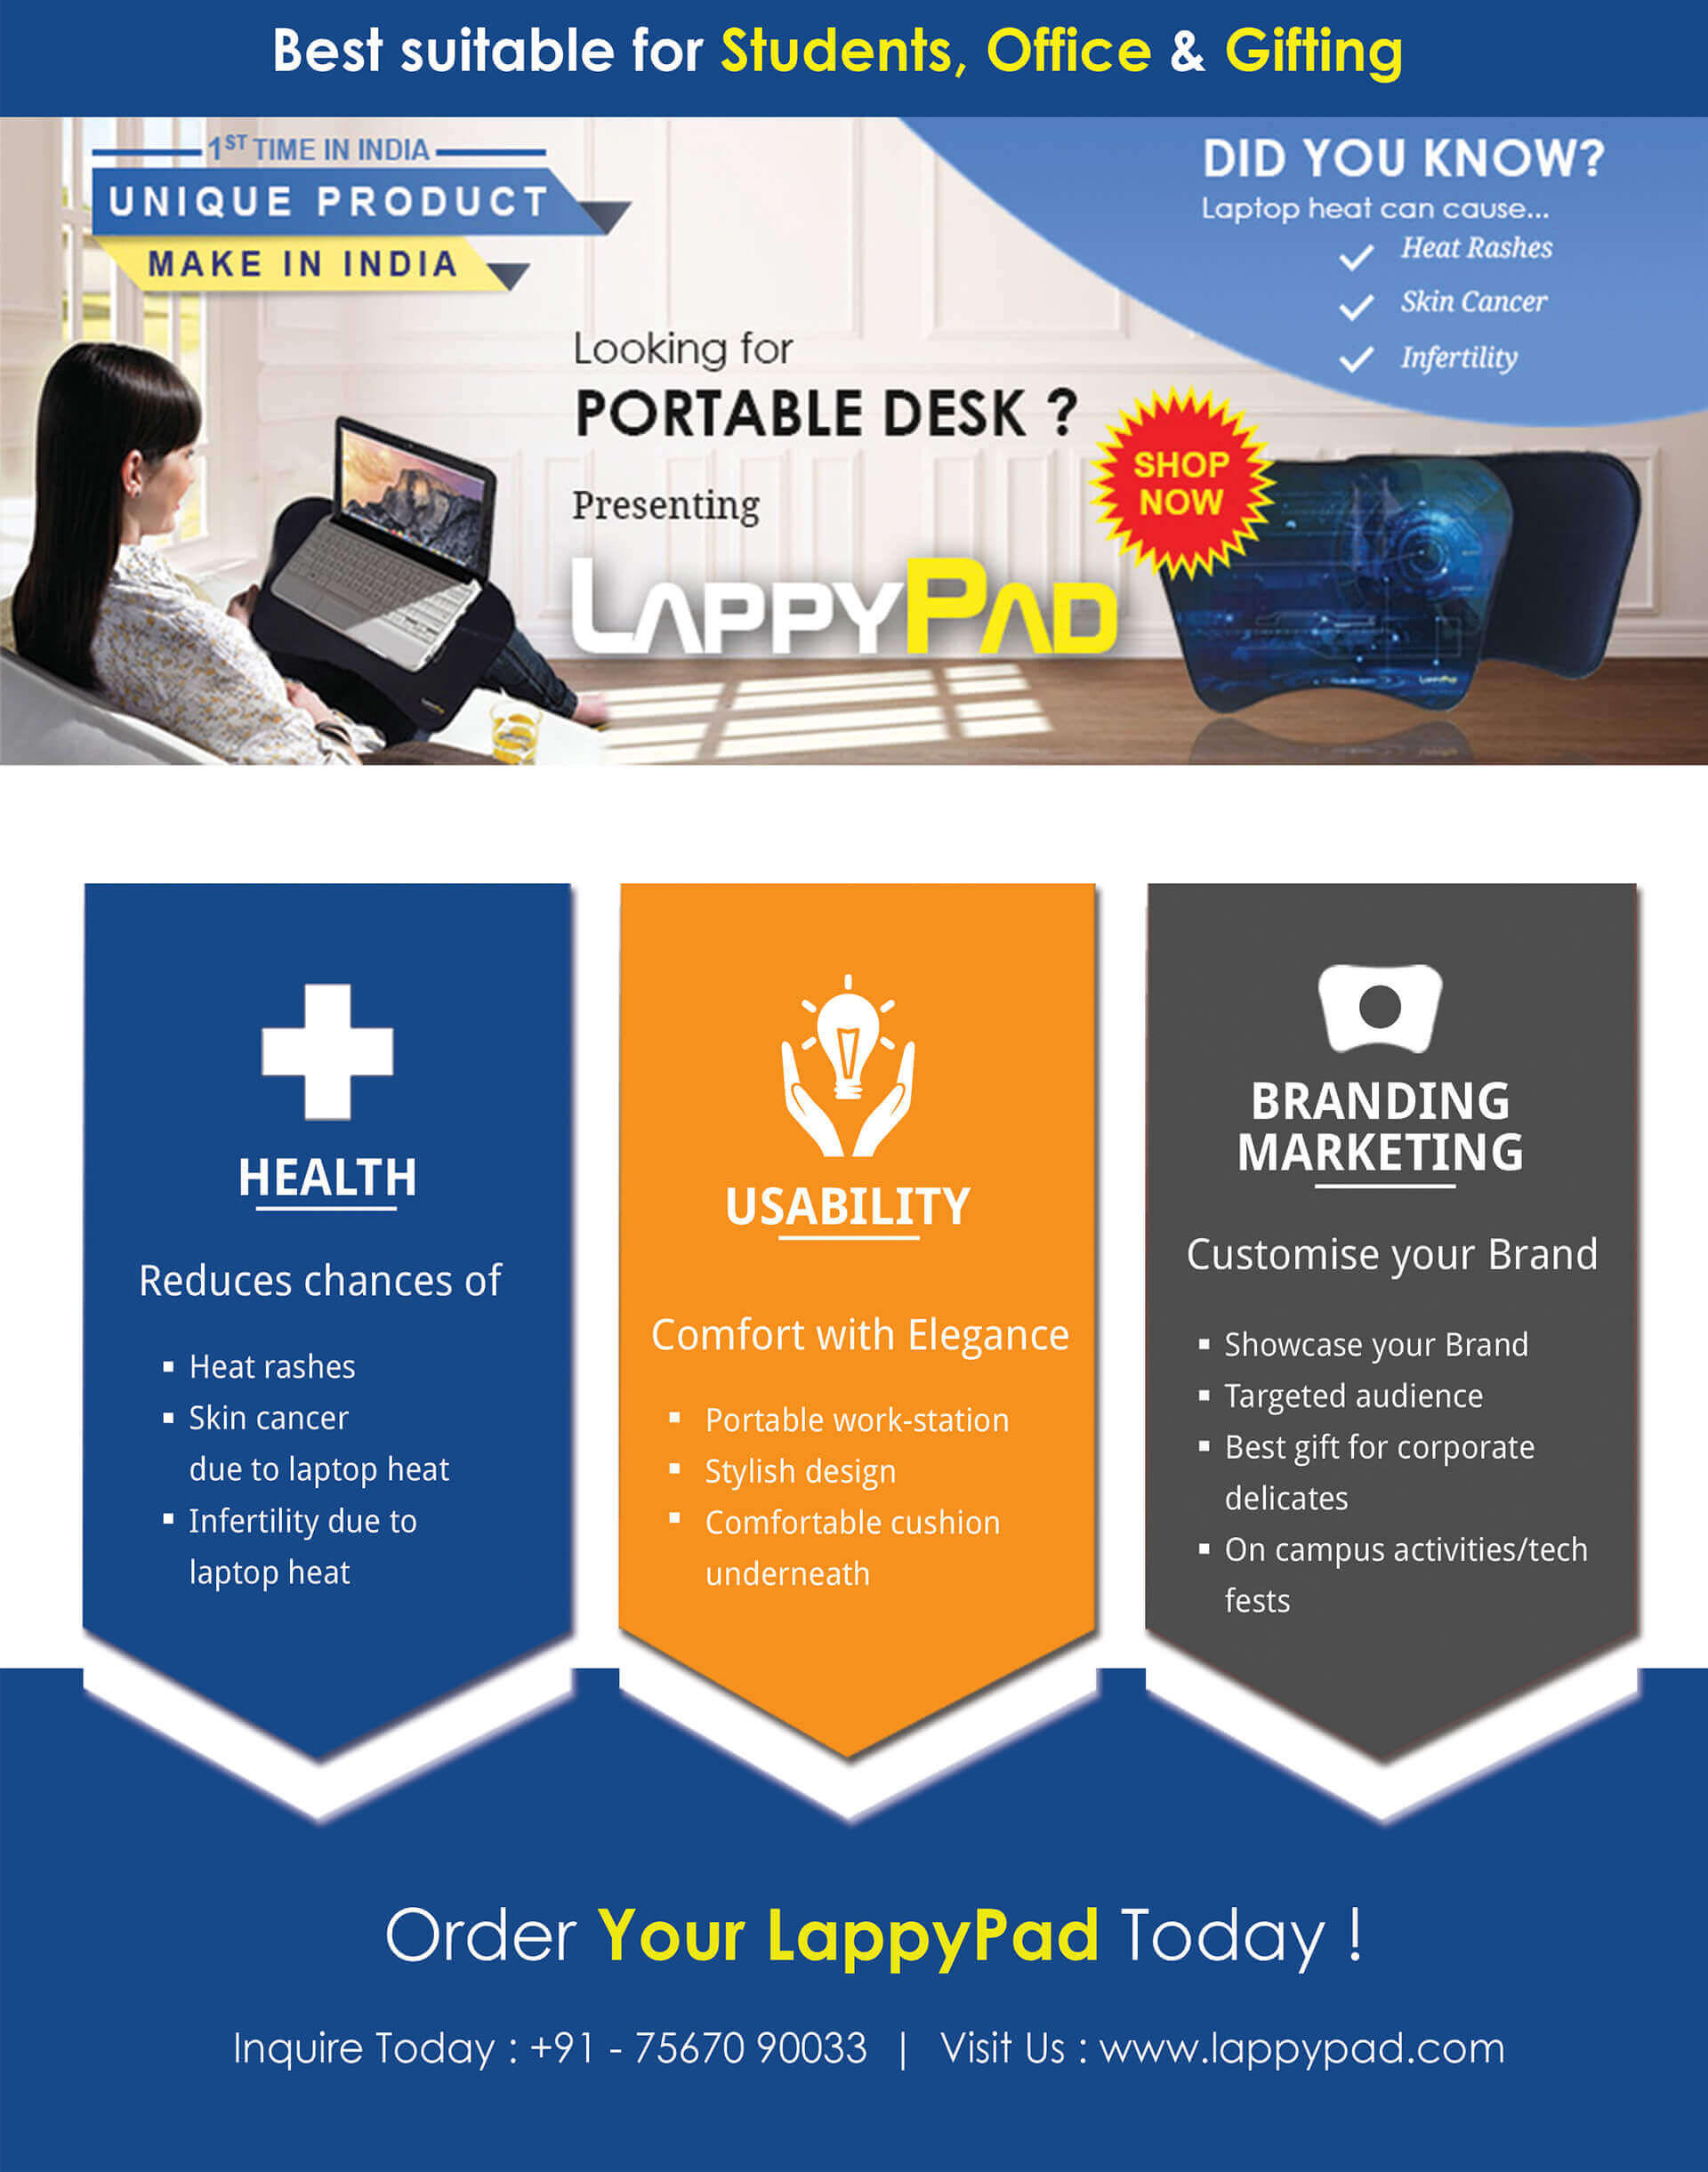 Best suitable for Students, Office & Gifting
1ST TIME IN INDIA
UNIQUE PRODUCT
MAKE IN INDIA
DID YOU KNOW?
Laptop heat can cause...
Heat Rashes
Skin Cancer
Infertility
Looking for
PORTABLE DESK ?
Presenting
LAPPYPAD
SHOP
NOW
HEALTH
Reduces chances of
▪ Heat rashes
▪ Skin cancer
due to laptop heat
▪ Infertility due to
laptop heat
USABILITY
Comfort with Elegance
▪ Portable work-station
▪ Stylish design
▪ Comfortable cushion
underneath
BRANDING
MARKETING
Customise your Brand
▪ Showcase your Brand
▪ Targeted audience
▪ Best gift for corporate
delicates
▪ On campus activities/tech
fests
Order Your LappyPad Today !
Inquire Today : +91 - 75670 90033 | Visit Us : www.lappypad.com